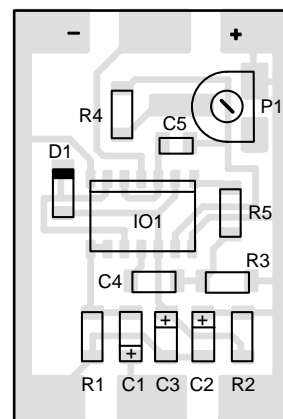 - +
P1
R4
C5
D1
IO1
R5
R3
C4
+ + +
R1 C1 C3 C2 R2